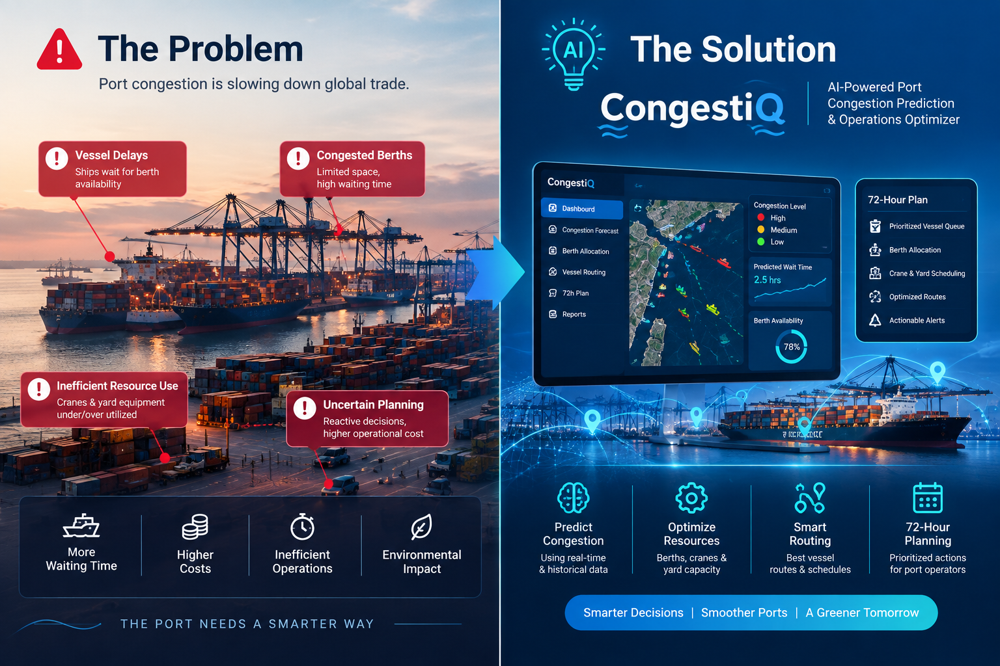 The Problem
Port congestion is slowing down global trade.
Vessel Delays
Ships wait for berth
availability
Congested Berths
Limited space,
high waiting time
Inefficient Resource Use
Cranes & yard equipment
under/over utilized
Uncertain Planning
Reactive decisions,
higher operational cost
More
Waiting Time
Higher
Costs
Inefficient
Operations
Environmental
Impact
THE PORT NEEDS A SMARTER WAY
AI
The Solution
CongestiQ
AI-Powered Port
Congestion Prediction
& Operations Optimizer
CongestiQ
Dashbourd
Congestion Forecast
Berth Allocation
Vessel Routing
72h Plan
Reports
Congestion Level
High
Medium
Low
Predicted Wait Time
2.5 hrs
Berth Availability
78%
72-Hour Plan
Prioritized Vessel Queue
Berth Allocation
Crane & Yard Scheduling
Optimized Routes
Actionable Alerts
Predict
Congestion
Using real-time
& historical data
Optimize
Resources
Berths, cranes &
yard capacity
Smart
Routing
Best vessel
routes & schedules
72-Hour
Planning
Prioritized actions
for port operators
Smarter Decisions | Smoother Ports | A Greener Tomorrow